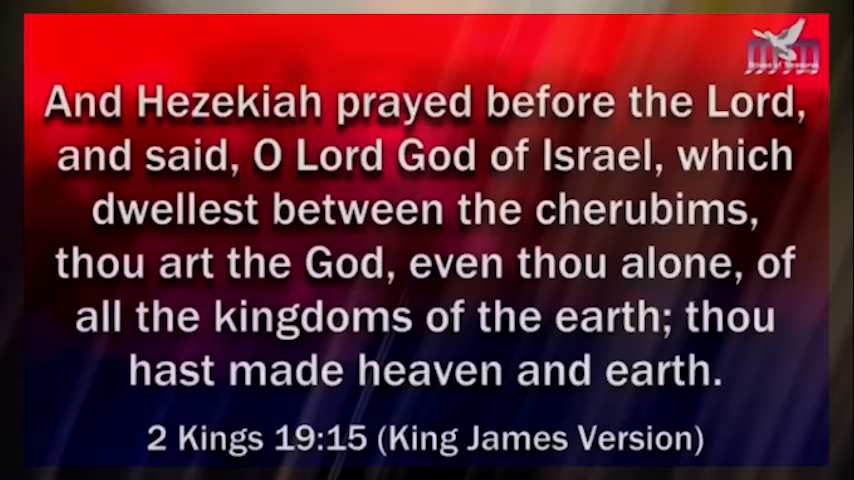 And Hezekiah prayed before the Lord,
and said, O Lord God of Israel, which
dwellest between the cherubims,
thou art the God, even thou alone, of
all the kingdoms of the earth; thou
hast made heaven and earth.
2 Kings 19:15 (King James Version)